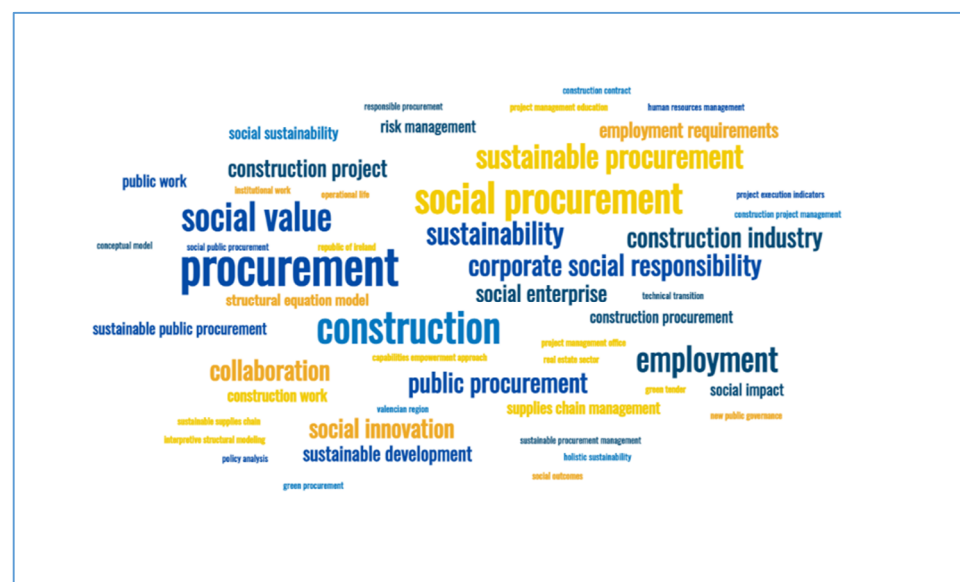 construction contract
responsible procurement
project management education
human resources management
risk management
employment requirements
social sustainability
sustainable procurement
construction project
public work
institutional work
operational life
social procurement
project execution indicators
construction project management
social value
sustainability
construction industry
conceptual model
social public procurement
republic of ireland
procurement
corporate social responsibility
social enterprise
technical transition
structural equation model
construction procurement
sustainable public procurement
construction
project management office
capabilities empowerment approach
real estate sector
employment
collaboration
public procurement
green tender
social impact
construction work
valencian region
supplies chain management
new public governance
sustainable supplies chain
social innovation
interpretive structural modeling
sustainable procurement management
policy analysis
sustainable development
holistic sustainability
social outcomes
green procurement